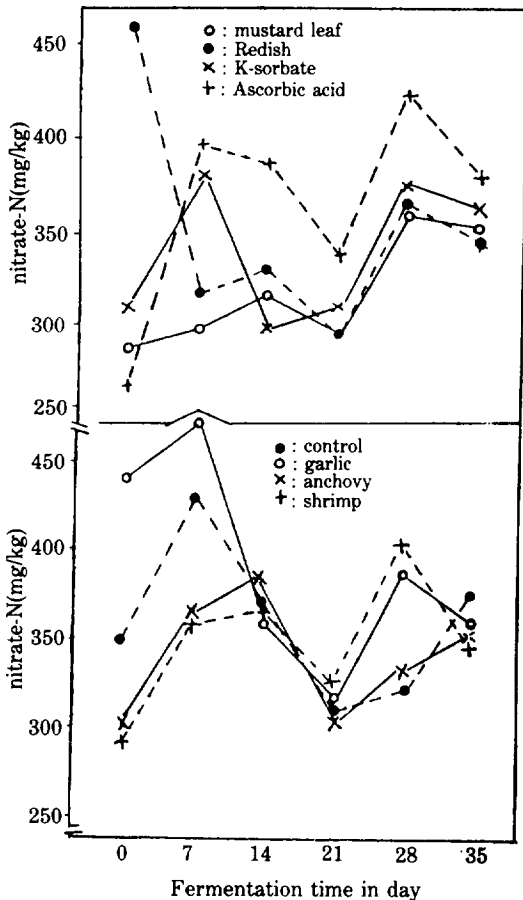 450
400
350
300
250
nitrate-N(mg/kg)
o : mustard leaf
● : Redish
× : K-sorbate
+ : Ascorbic acid
450
400
350
300
250
nitrate-N(mg/kg)
● : control
o : garlic
× : anchovy
+ : shrimp
0 7 14 21 28 35
Fermentation time in day